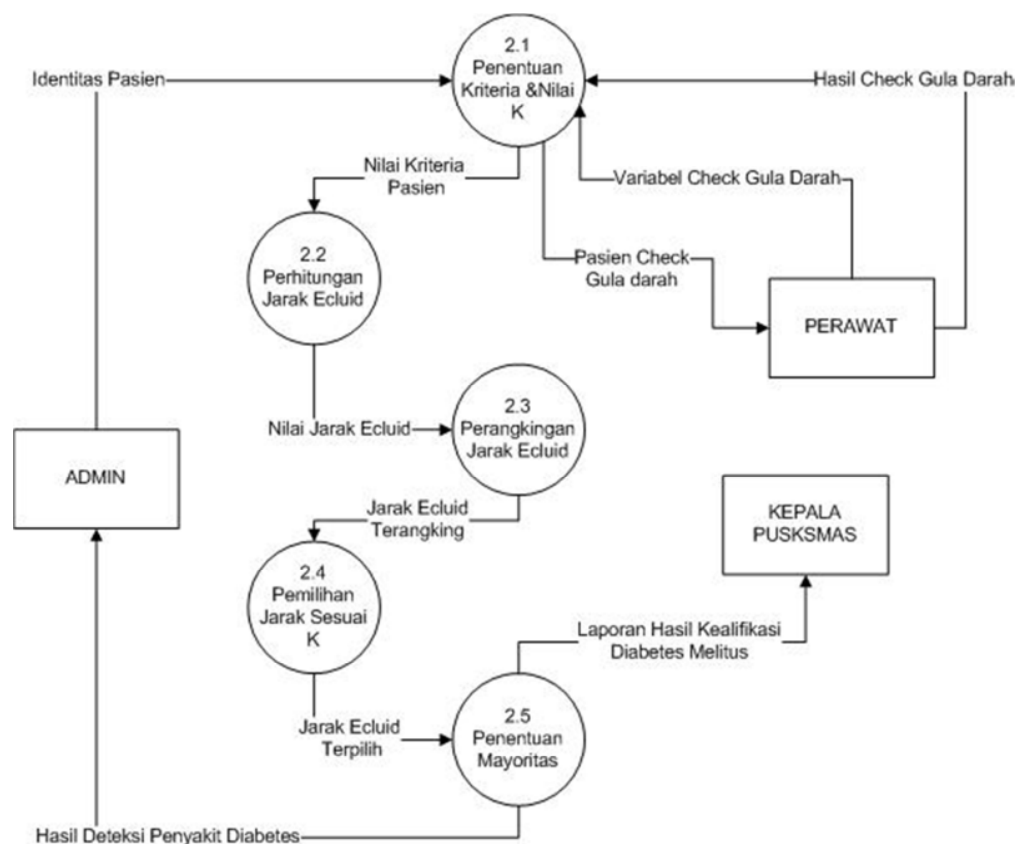 2.1
Penentuan
Kriteria &Nilai
K
Identitas Pasien
Hasil Check Gula Darah
Nilai Kriteria
Pasien
Variabel Check Gula Darah
2.2
Perhitungan
Jarak Ecluid
Pasien Check
Gula darah
PERAWAT
2.3
Perangkingan
Jarak Ecluid
Nilai Jarak Ecluid
ADMIN
KEPALA
PUSKSMAS
Jarak Ecluid
Terangking
2.4
Pemilihan
Jarak Sesuai
K
Laporan Hasil Kealifikasi
Diabetes Melitus
Jarak Ecluid
Terpilih
2.5
Penentuan
Mayoritas
Hasil Deteksi Penyakit Diabetes